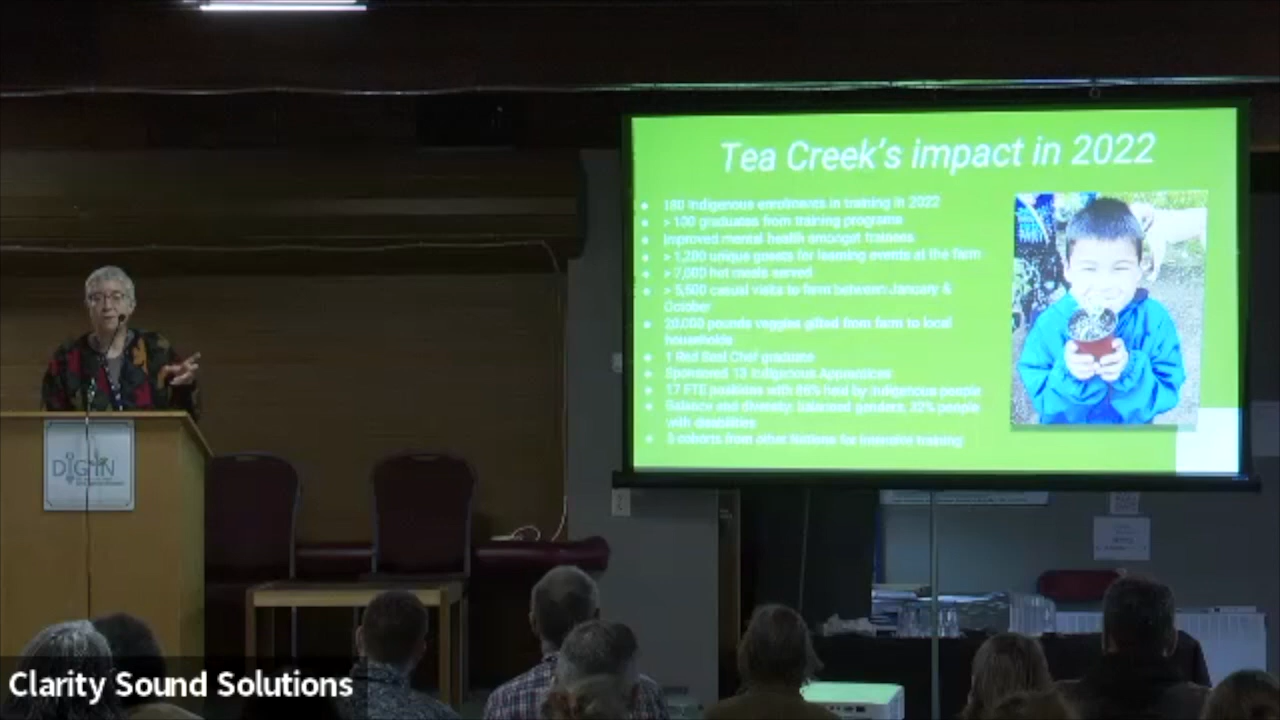 Tea Creek's impact in 2022
180 Indigenous enrolments in training in 2022
> 100 graduates from training programs
Improved mental health amongst trainees
> 1,200 unique guests for learning events at the farm
> 7,000 hot meals served
> 5,500 casual visits to farm between January &
October
20,000 pounds veggies gifted from farm to local
households
1 Red Seal Chef graduate
Sponsored 13 Indigenous Apprentices
17 FTE positions with 86% held by Indigenous people
Balance and diversity: balanced genders, 32% people
with disabilities
cohorts from other Nations for intensive training
DIG IN
Clarity Sound Solutions